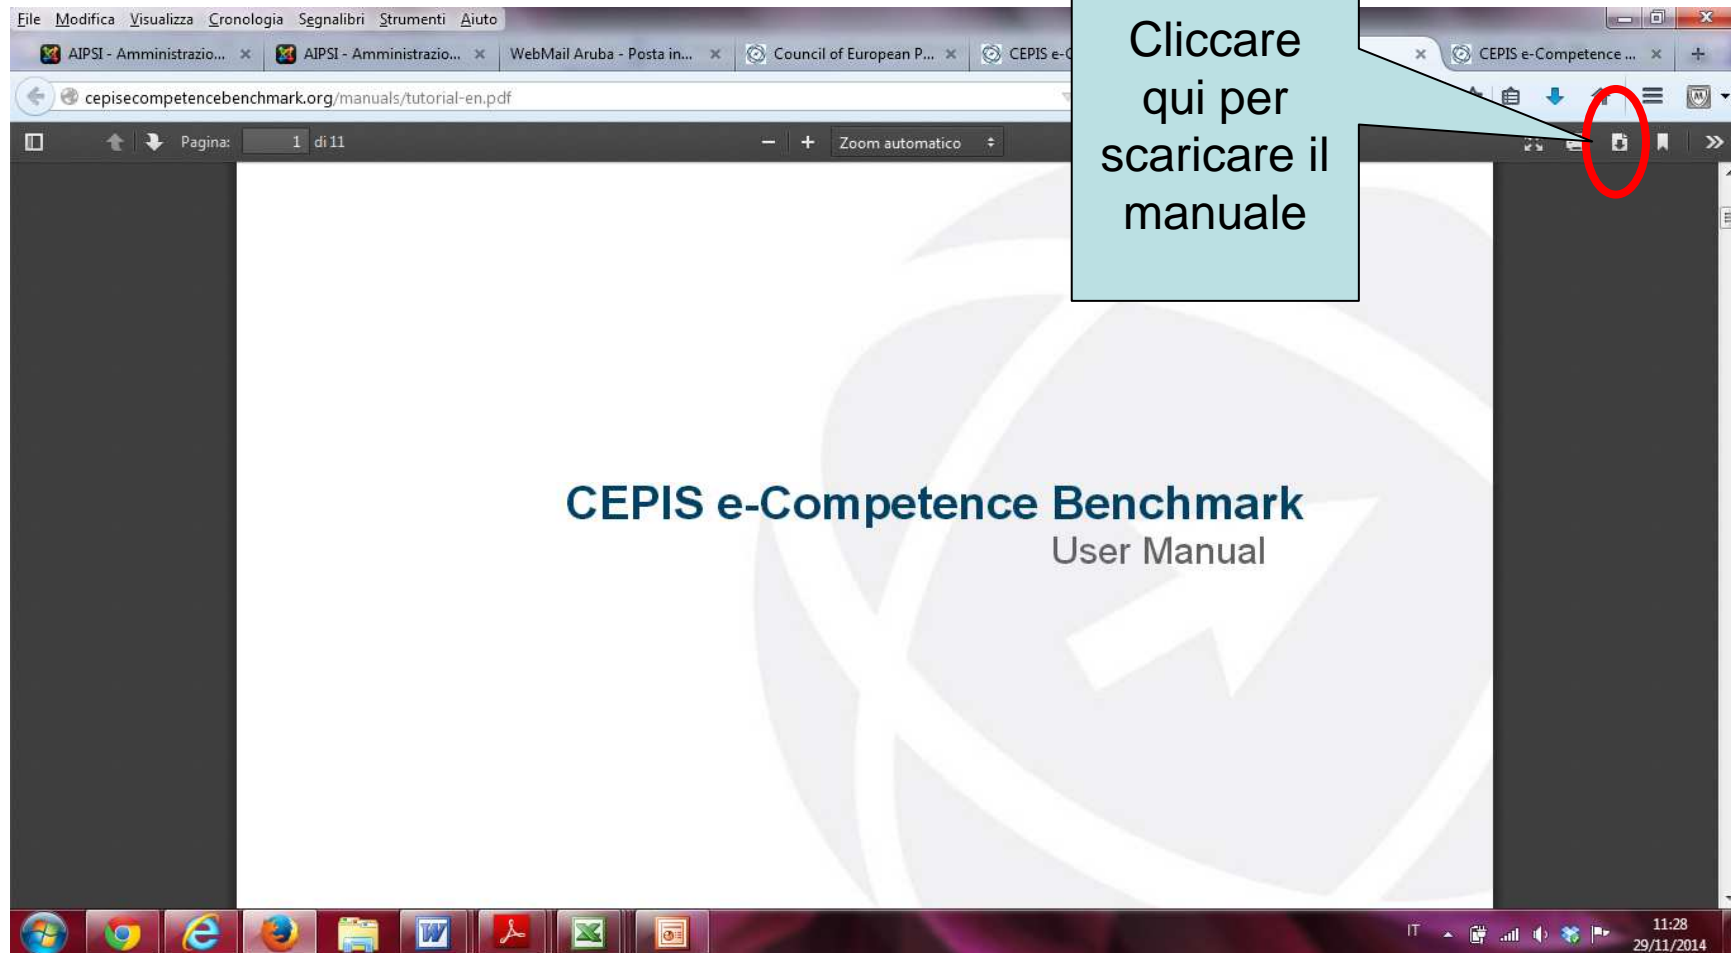 File Modifica Visualizza Cronologia Segnalibri Strumenti Aiuto
AIPSI - Amministrazio... AIPSI - Amministrazio... WebMail Aruba - Posta in... Council of European P... CEPIS e-C CEPIS e-Competence ...
cepisecompetencebenchmark.org/manuals/tutorial-en.pdf
Pagina: 1 di 11 Zoom automatico
Cliccare
qui per
scaricare il
manuale
CEPIS e-Competence Benchmark
User Manual
IT 11:28
29/11/2014